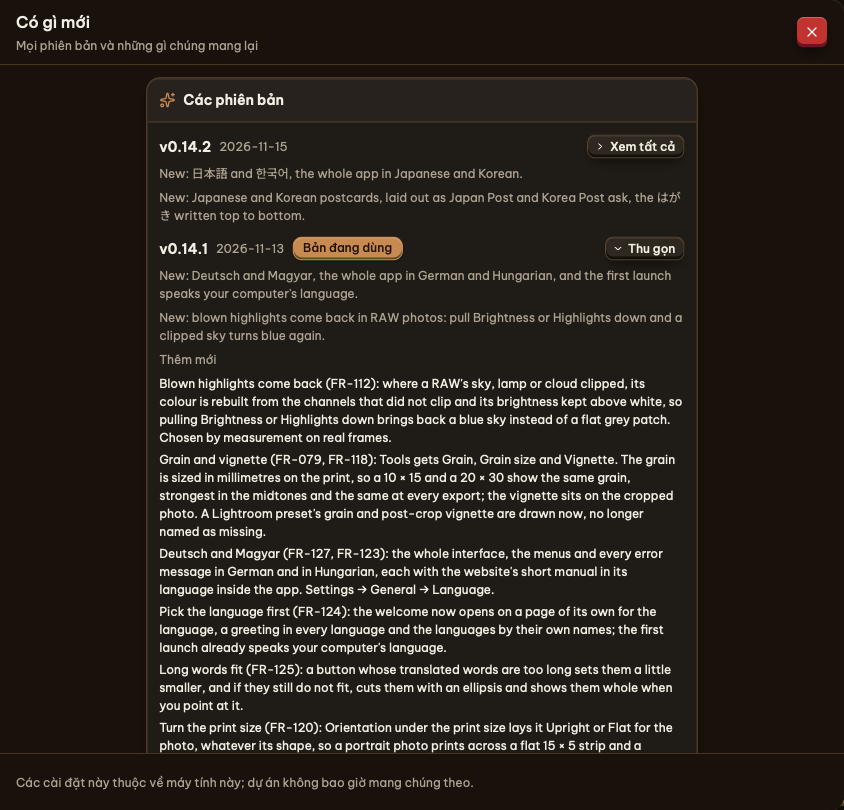 Có gì mới
Mọi phiên bản và những gì chúng mang lại
Các phiên bản
v0.14.2 2026-11-15 Xem tất cả
New: 日本語 and 한국어, the whole app in Japanese and Korean.
New: Japanese and Korean postcards, laid out as Japan Post and Korea Post ask, the はが
き written top to bottom.
v0.14.1 2026-11-13 Bản đang dùng Thu gọn
New: Deutsch and Magyar, the whole app in German and Hungarian, and the first launch
speaks your computer's language.
New: blown highlights come back in RAW photos: pull Brightness or Highlights down and a
clipped sky turns blue again.
Thêm mới
Blown highlights come back (FR-112): where a RAW's sky, lamp or cloud clipped, its
colour is rebuilt from the channels that did not clip and its brightness kept above white, so
pulling Brightness or Highlights down brings back a blue sky instead of a flat grey patch.
Chosen by measurement on real frames.
Grain and vignette (FR-079, FR-118): Tools gets Grain, Grain size and Vignette. The grain
is sized in millimetres on the print, so a 10 × 15 and a 20 × 30 show the same grain,
strongest in the midtones and the same at every export; the vignette sits on the cropped
photo. A Lightroom preset's grain and post-crop vignette are drawn now, no longer
named as missing.
Deutsch and Magyar (FR-127, FR-123): the whole interface, the menus and every error
message in German and in Hungarian, each with the website's short manual in its
language inside the app. Settings → General → Language.
Pick the language first (FR-124): the welcome now opens on a page of its own for the
language, a greeting in every language and the languages by their own names; the first
launch already speaks your computer's language.
Long words fit (FR-125): a button whose translated words are too long sets them a little
smaller, and if they still do not fit, cuts them with an ellipsis and shows them whole when
you point at it.
Turn the print size (FR-120): Orientation under the print size lays it Upright or Flat for the
photo, whatever its shape, so a portrait photo prints across a flat 15 × 5 strip and a
Các cài đặt này thuộc về máy tính này; dự án không bao giờ mang chúng theo.